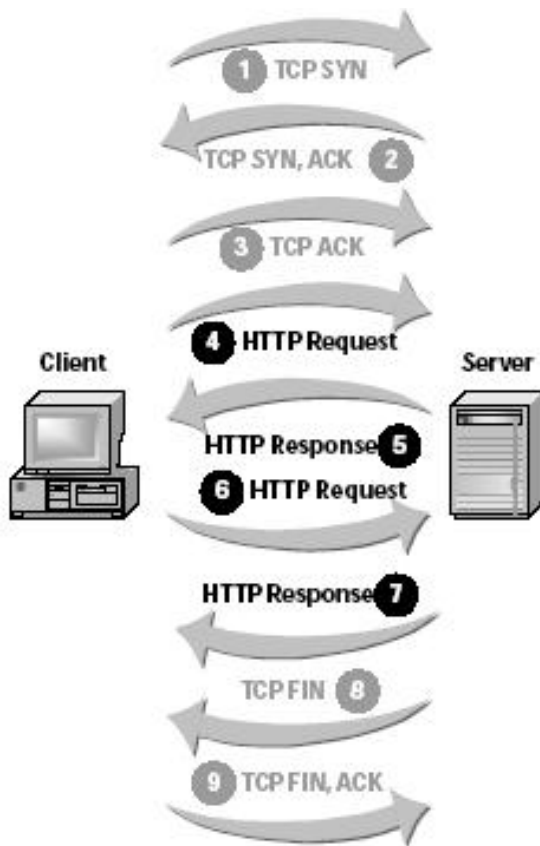 1 TCP SYN
TCP SYN, ACK 2
3 TCP ACK
4 HTTP Request
Client
Server
HTTP Response 5
6 HTTP Request
HTTP Response 7
TCP FIN 8
9 TCP FIN, ACK